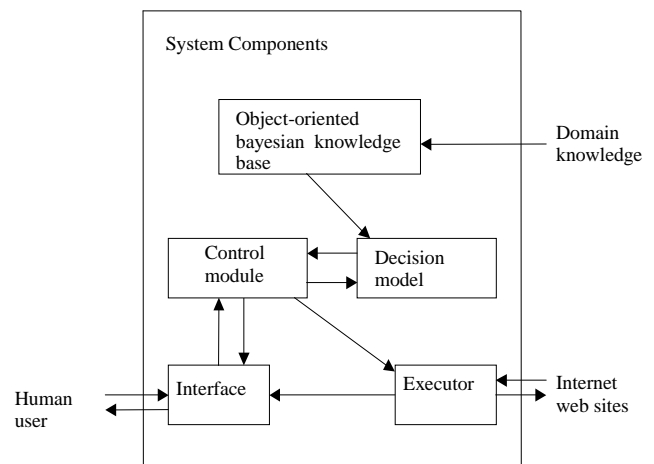 System Components
Object-oriented
bayesian knowledge
base
Domain
knowledge
Control
module
Decision
model
Human
user
Interface
Executor
Internet
web sites